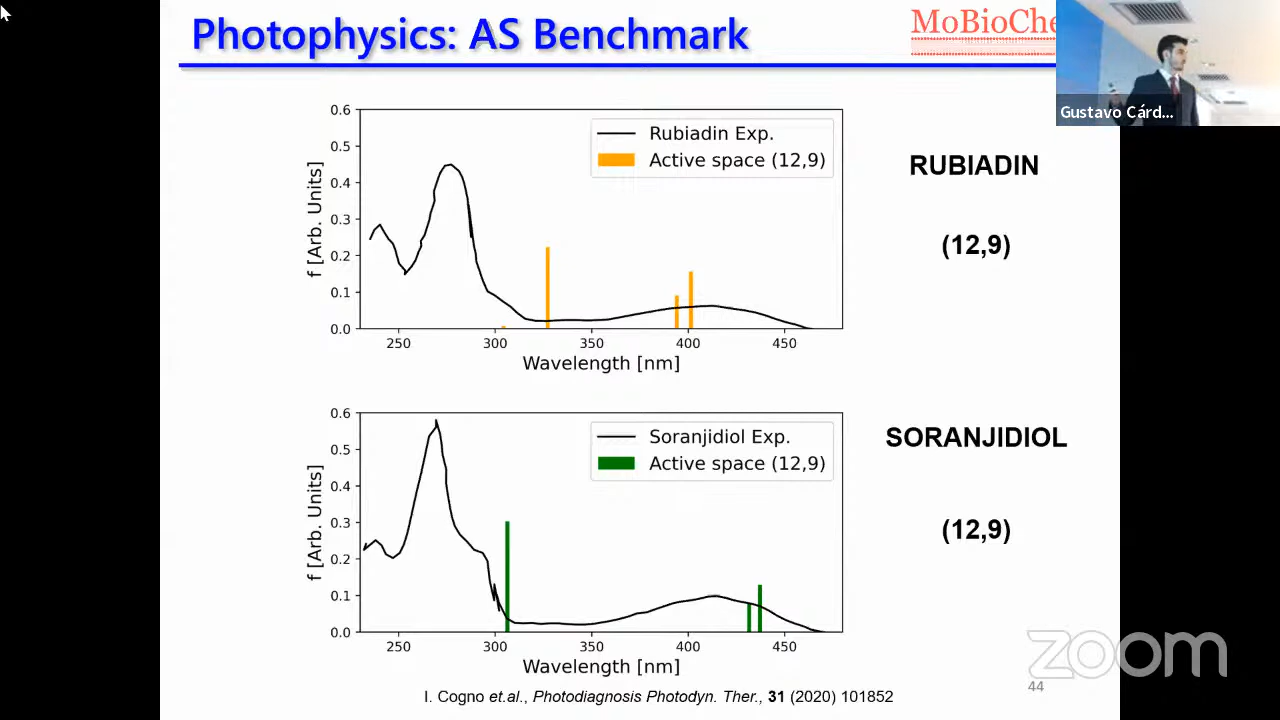 Photophysics: AS Benchmark
MoBioChe
Gustavo Cárd...
0.6
0.5
0.4
0.3
0.2
0.1
0.0
f [Arb. Units]
Rubiadin Exp.
Active space (12,9)
250 300 350 400 450
Wavelength [nm]
RUBIADIN
(12,9)
0.6
0.5
0.4
0.3
0.2
0.1
0.0
f [Arb. Units]
Soranjidiol Exp.
Active space (12,9)
250 300 350 400 450
Wavelength [nm]
SORANJIDIOL
(12,9)
I. Cogno et.al., Photodiagnosis Photodyn. Ther., 31 (2020) 101852
zoom
44